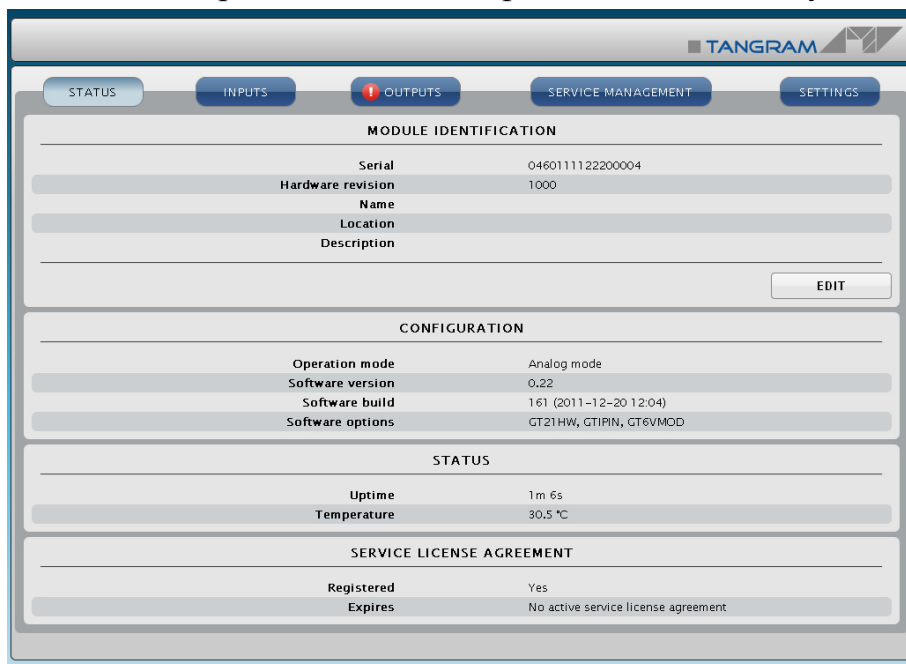 TANGRAM
STATUS INPUTS ! OUTPUTS SERVICE MANAGEMENT SETTINGS
MODULE IDENTIFICATION
Serial 0460111122200004
Hardware revision 1000
Name
Location
Description
EDIT
CONFIGURATION
Operation mode Analog mode
Software version 0.22
Software build 161 (2011-12-20 12:04)
Software options GT21HW, GTIPIN, GT6VMOD
STATUS
Uptime 1m 6s
Temperature 30.5 °C
SERVICE LICENSE AGREEMENT
Registered Yes
Expires No active service license agreement